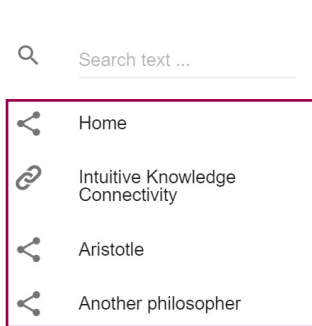 Search text ...
Home
Intuitive Knowledge
Connectivity
Aristotle
Another philosopher